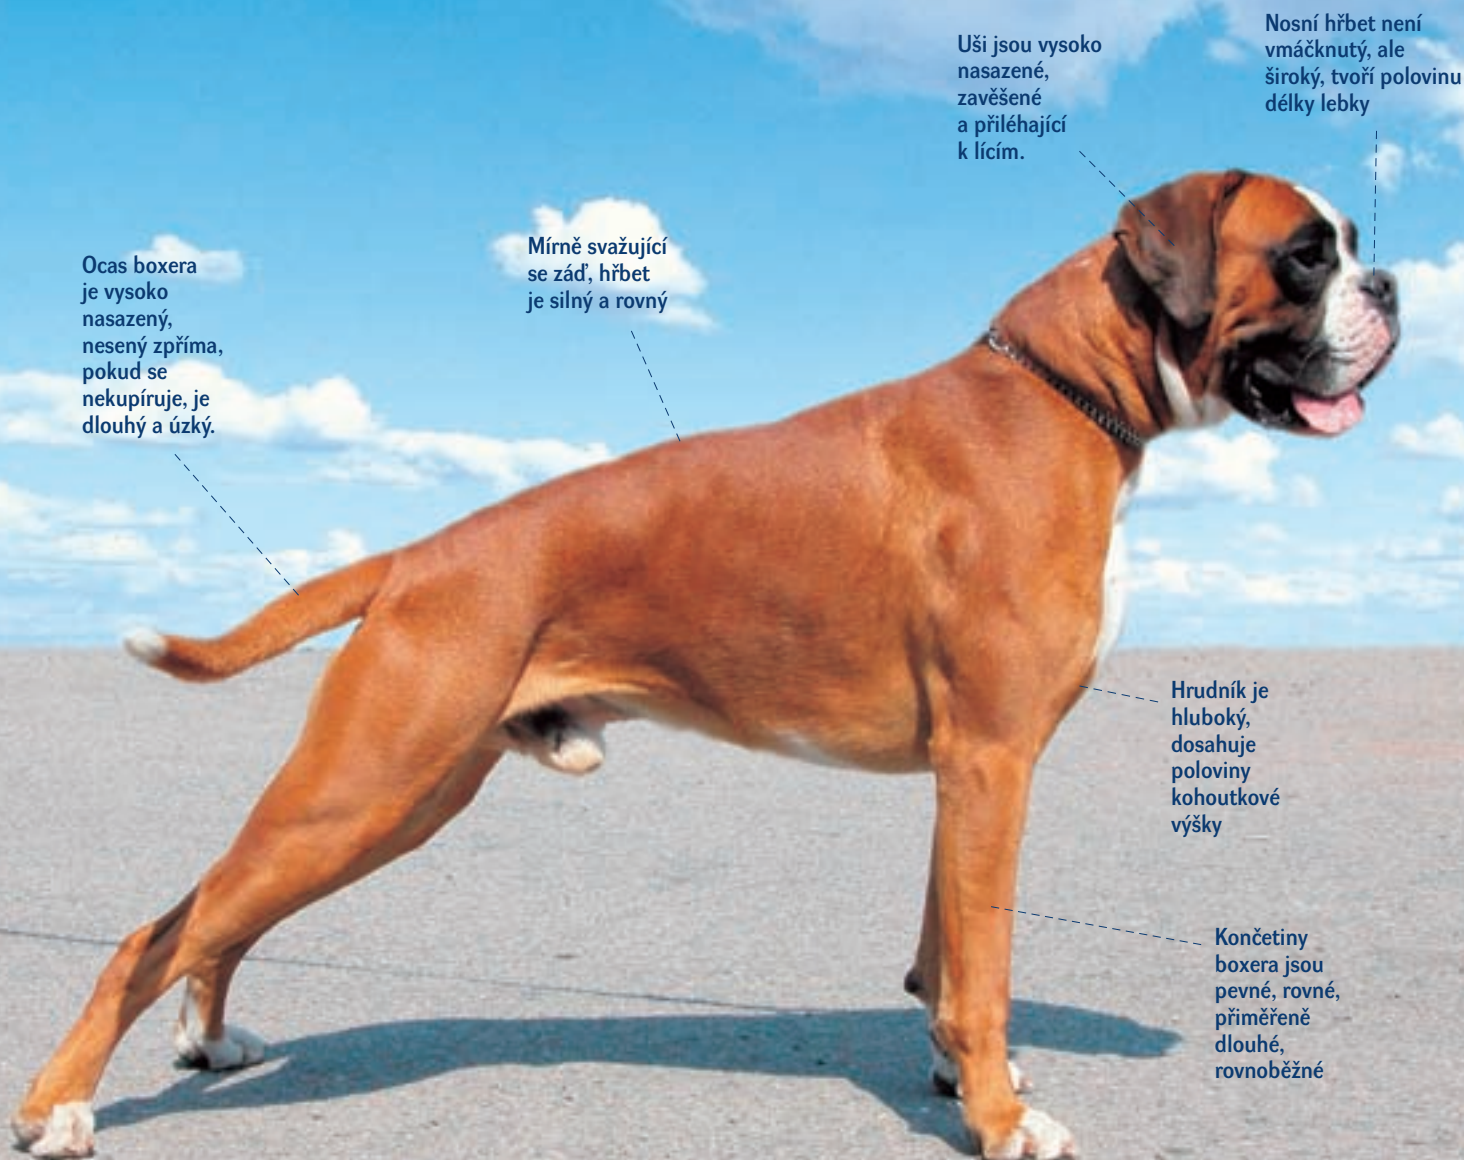 Nosní hřbet není
vmáčknutý, ale
široký, tvoří polovinu
délky lebky
Uši jsou vysoko
nasazené,
zavěšené
a přiléhající
k lícím.
Mírně svažující
se záď, hřbet
je silný a rovný
Ocas boxera
je vysoko
nasazený,
nesený zpříma,
pokud se
nekupíruje, je
dlouhý a úzký.
Hrudník je
hluboký,
dosahuje
poloviny
kohoutkové
výšky
Končetiny
boxera jsou
pevné, rovné,
přiměřeně
dlouhé,
rovnoběžné